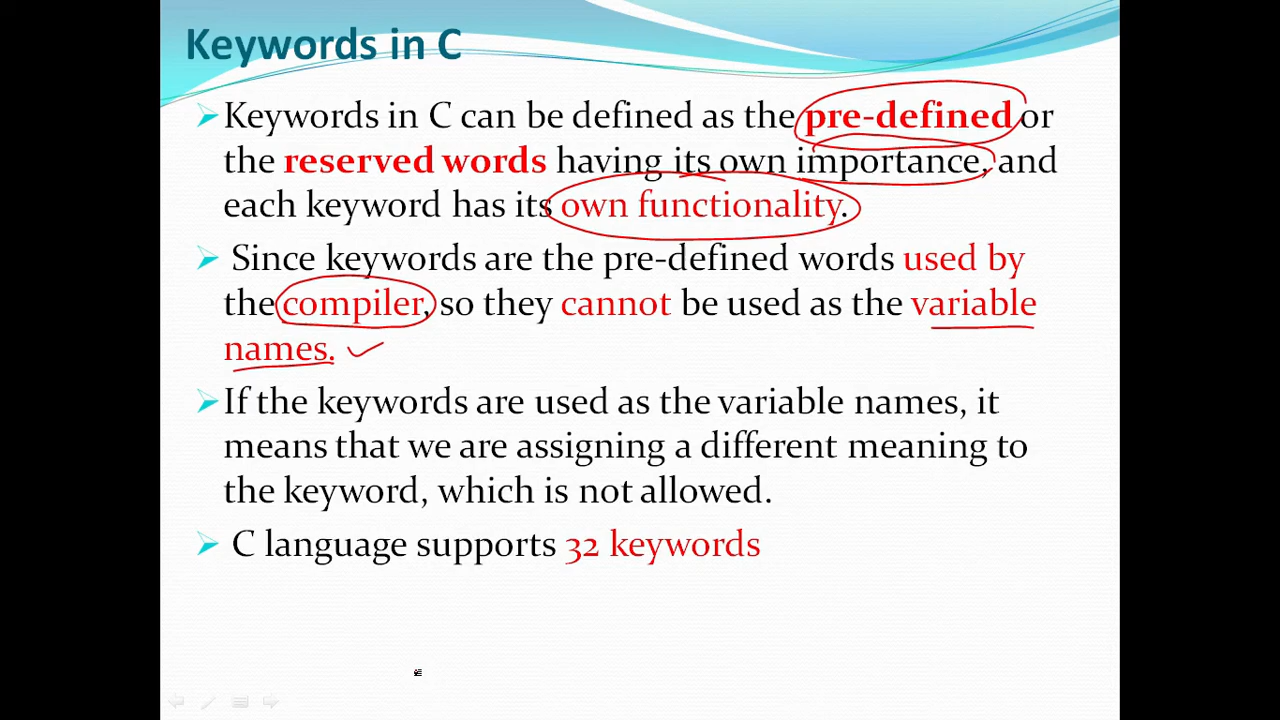 Keywords in C
Keywords in C can be defined as the pre-defined or
the reserved words having its own importance, and
each keyword has its own functionality.
Since keywords are the pre-defined words used by
the compiler, so they cannot be used as the variable
names.
If the keywords are used as the variable names, it
means that we are assigning a different meaning to
the keyword, which is not allowed.
C language supports 32 keywords